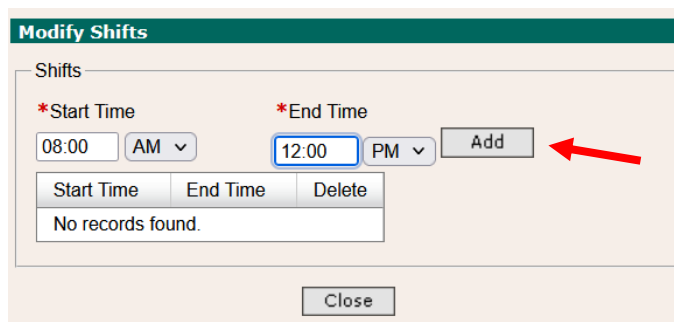 Modify Shifts
Shifts
*Start Time *End Time
08:00 AM 12:00 PM Add
Start Time End Time Delete
No records found.
Close